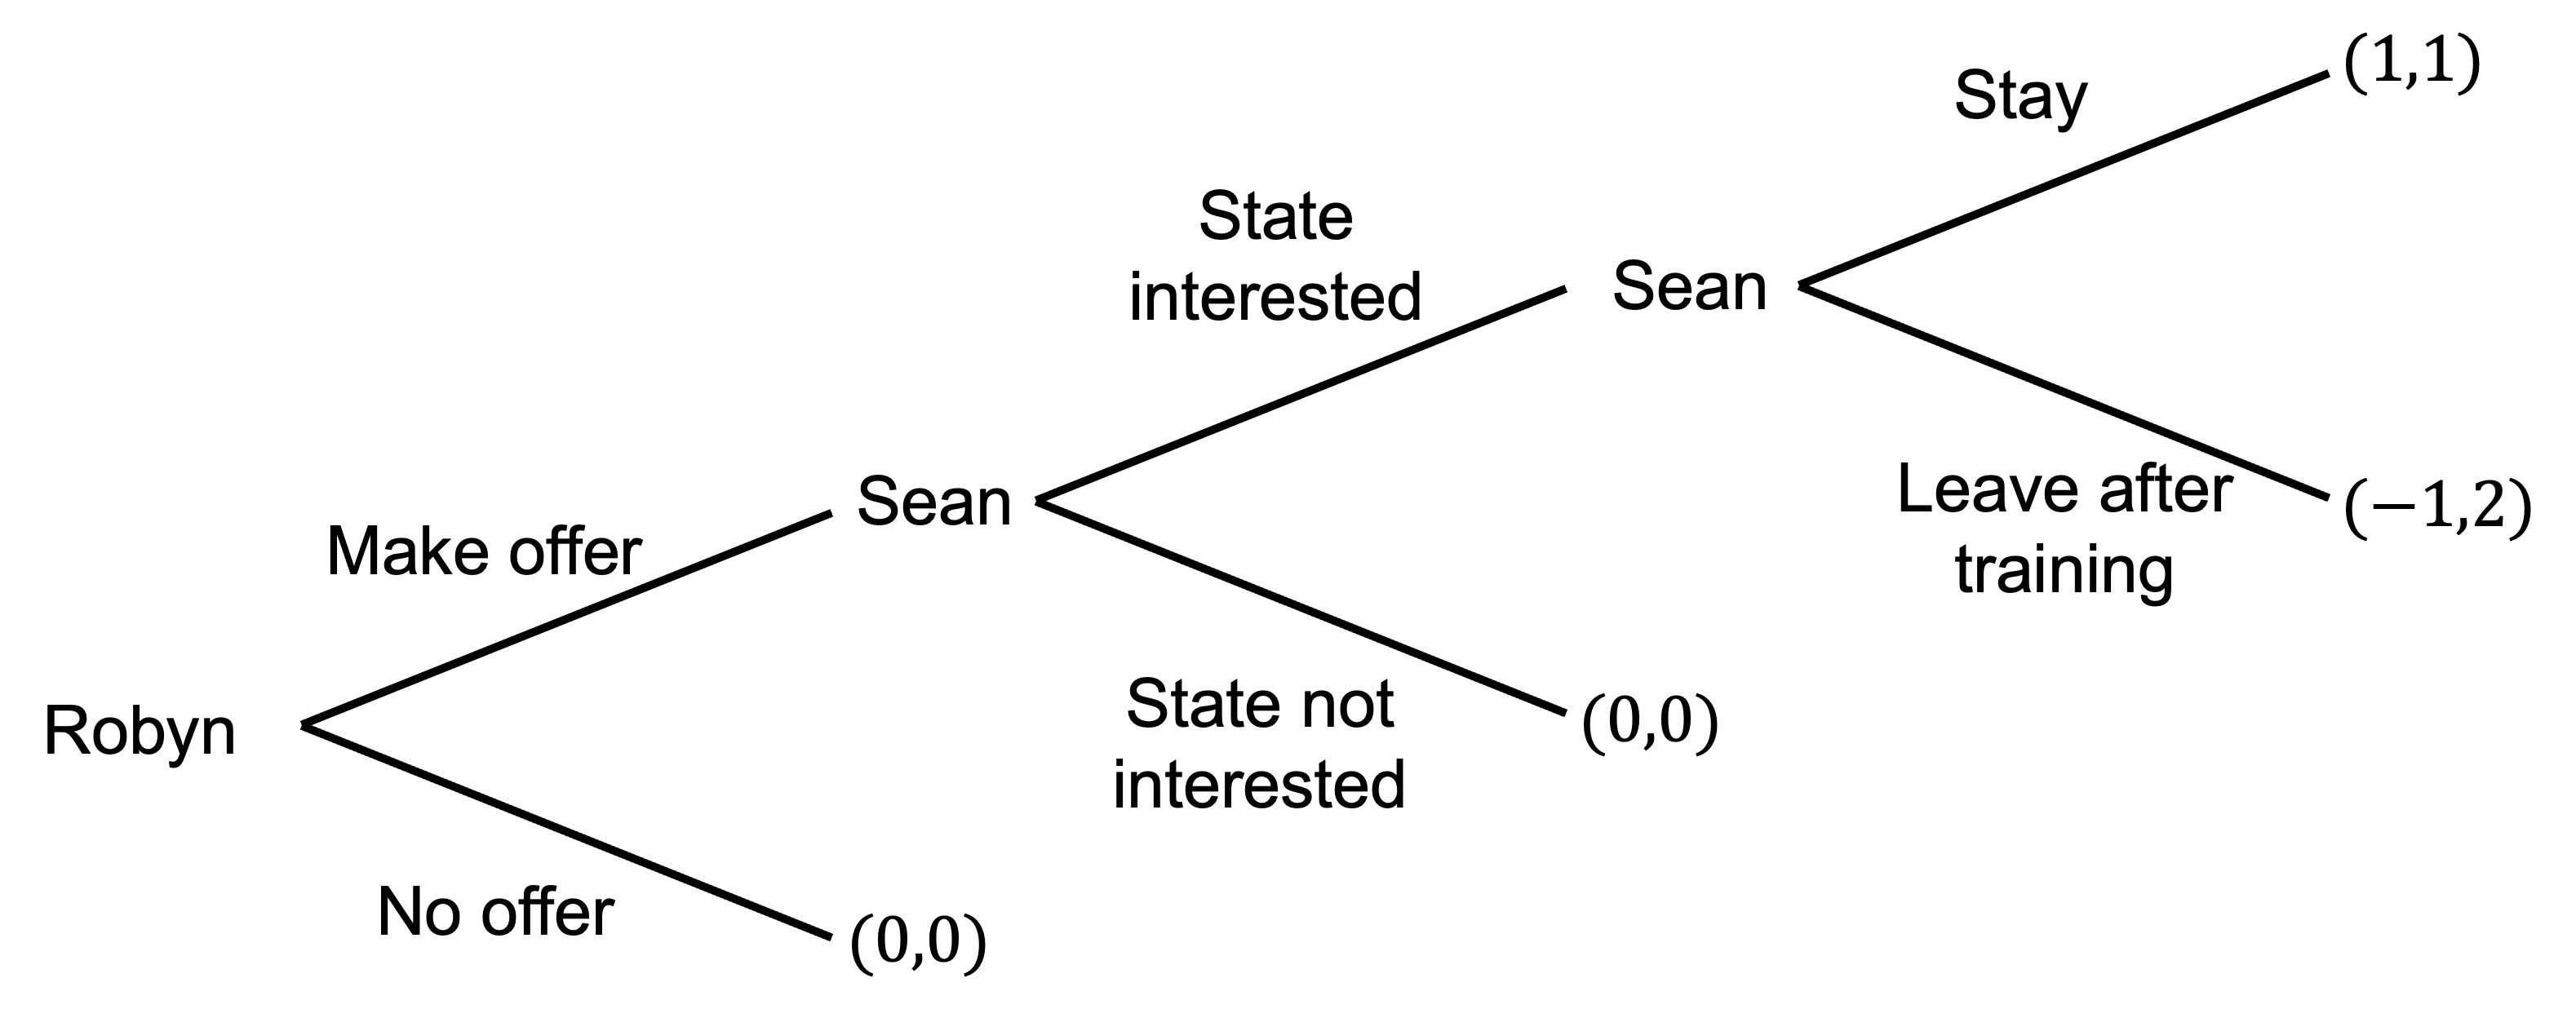 (1,1)
Stay
State
interested
Sean
Leave after
training
(−1,2)
Sean
Make offer
State not
interested
(0,0)
Robyn
No offer
(0,0)